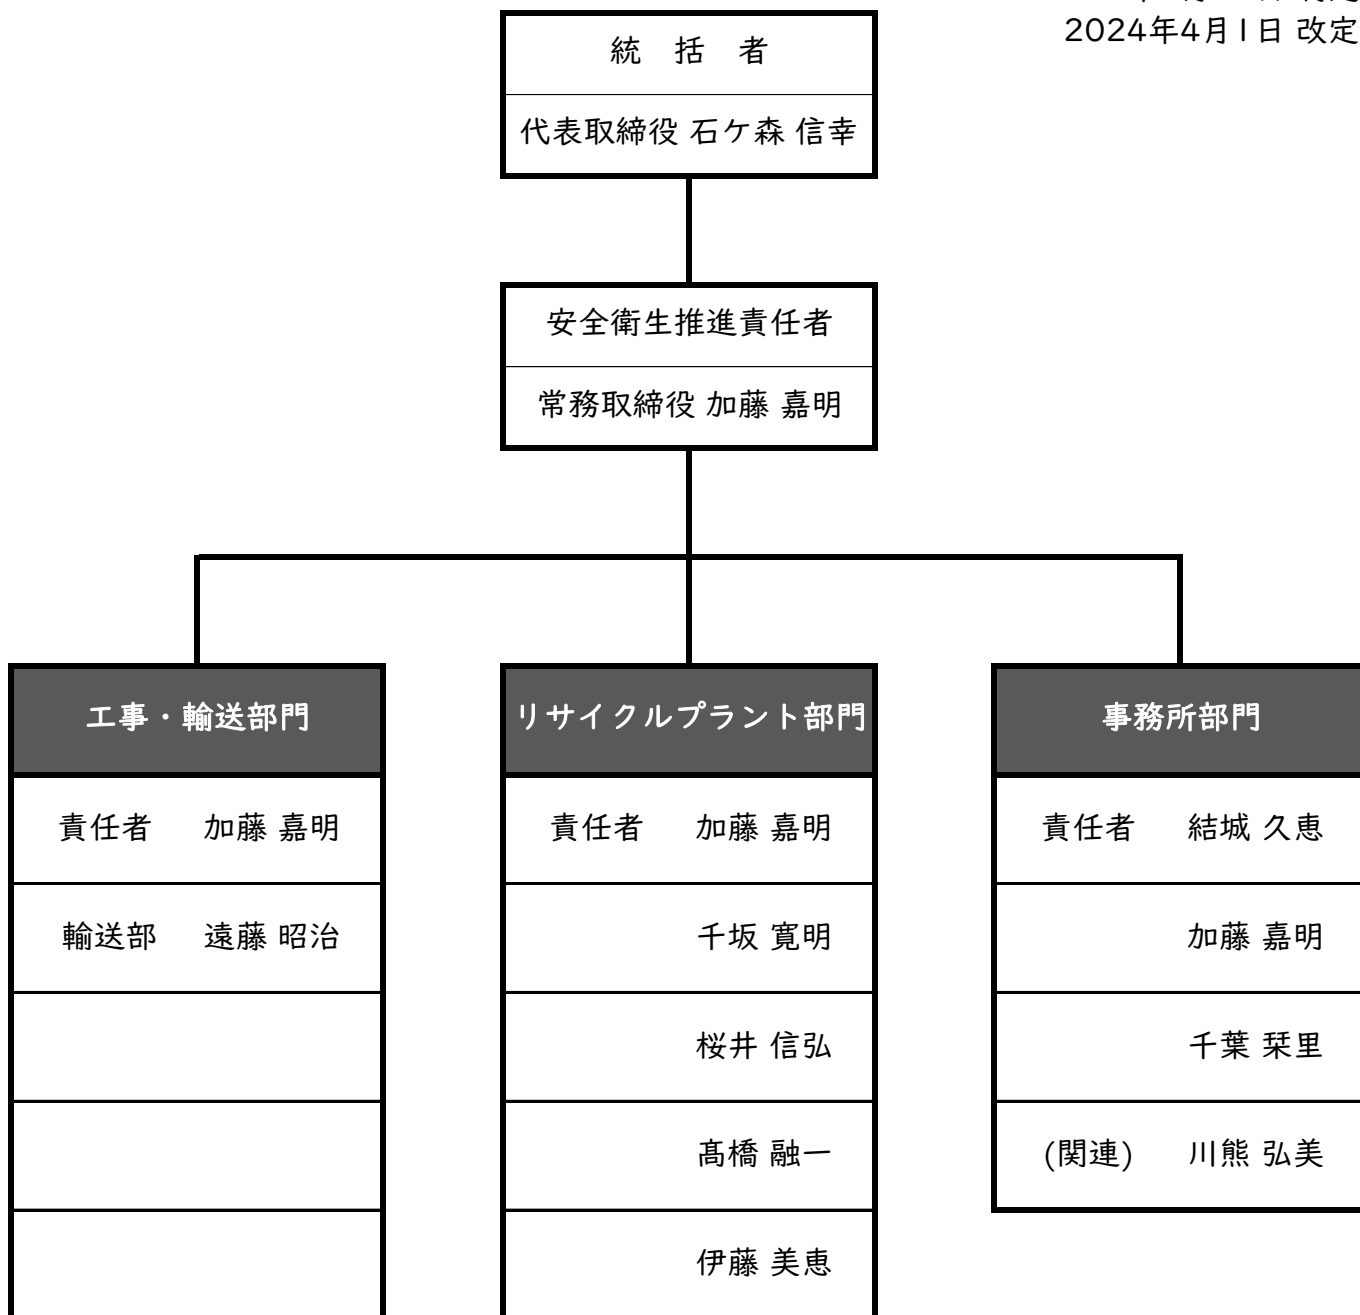 2024年4月1日 改定
統 括 者
代表取締役 石ケ森 信幸
安全衛生推進責任者
常務取締役 加藤 嘉明
工事・輸送部門
責任者 加藤 嘉明
輸送部 遠藤 昭治
リサイクルプラント部門
責任者 加藤 嘉明
千坂 寛明
桜井 信弘
髙橋 融一
伊藤 美恵
事務所部門
責任者 結城 久恵
加藤 嘉明
千葉 栞里
(関連) 川熊 弘美